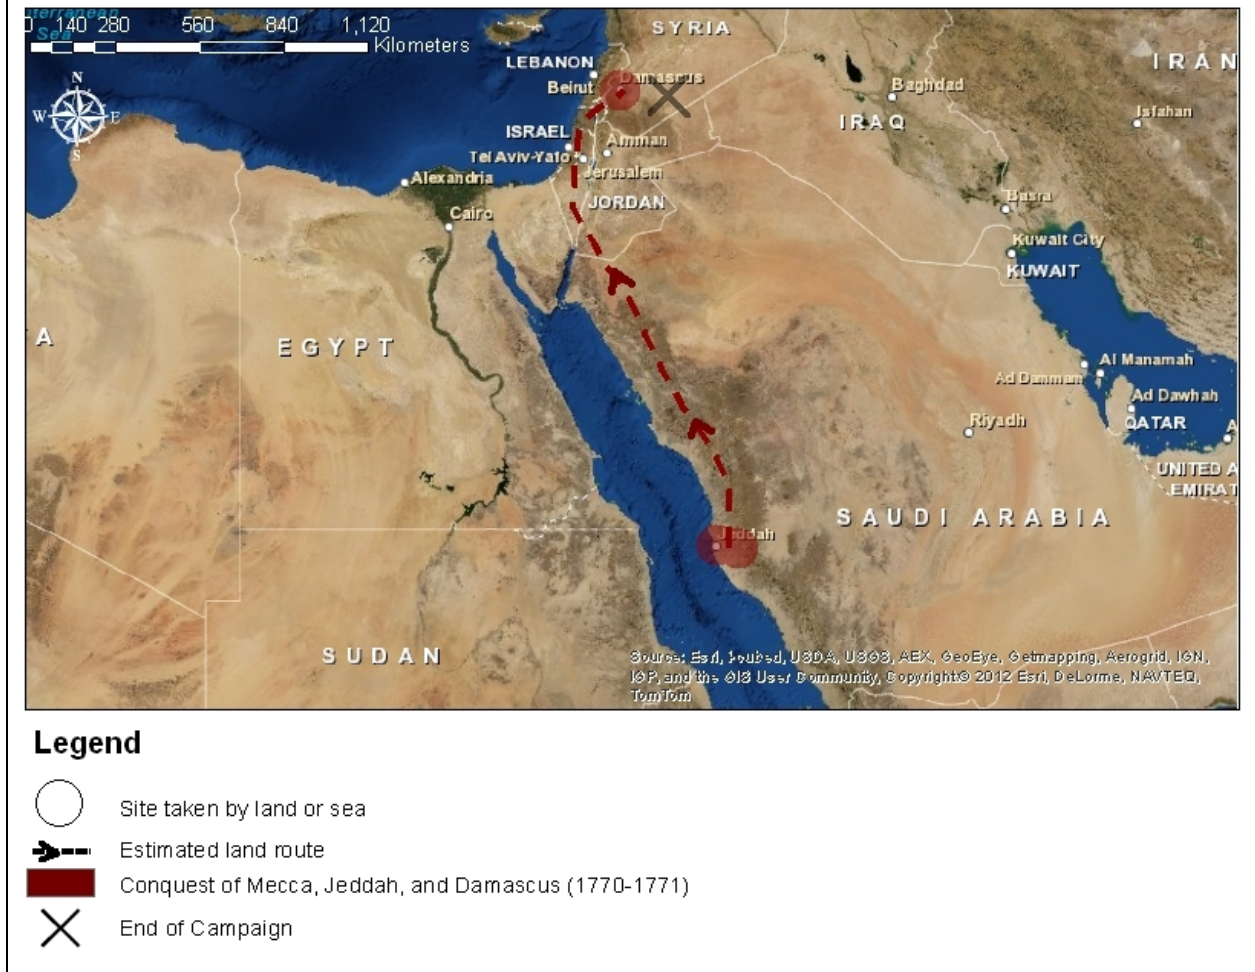 terranean
Sea
0 140 280 560 840 1,120
Kilometers
N
W E
S
SYRIA
LEBANON
Beirut
Damascus
IRAN
Baghdad
IRAQ
Isfahan
ISRAEL
Amman
Tel Aviv-Yafo
Jerusalem
Alexandria
JORDAN
Cairo
Basra
Kuwait City
KUWAIT
A
EGYPT
Al Manamah
Ad Dammam
Ad Dawhah
Riyadh
QATAR
A
UNITED A
EMIRAT
SAUDI ARABIA
Jeddah
SUDAN
Source: Esri, i-cubed, USDA, USGS, AEX, GeoEye, Getmapping, Aerogrid, IGN,
IGP, and the GIS User Community, Copyright:© 2012 Esri, DeLorme, NAVTEQ,
TomTom
Legend
Site taken by land or sea
Estimated land route
Conquest of Mecca, Jeddah, and Damascus (1770-1771)
End of Campaign